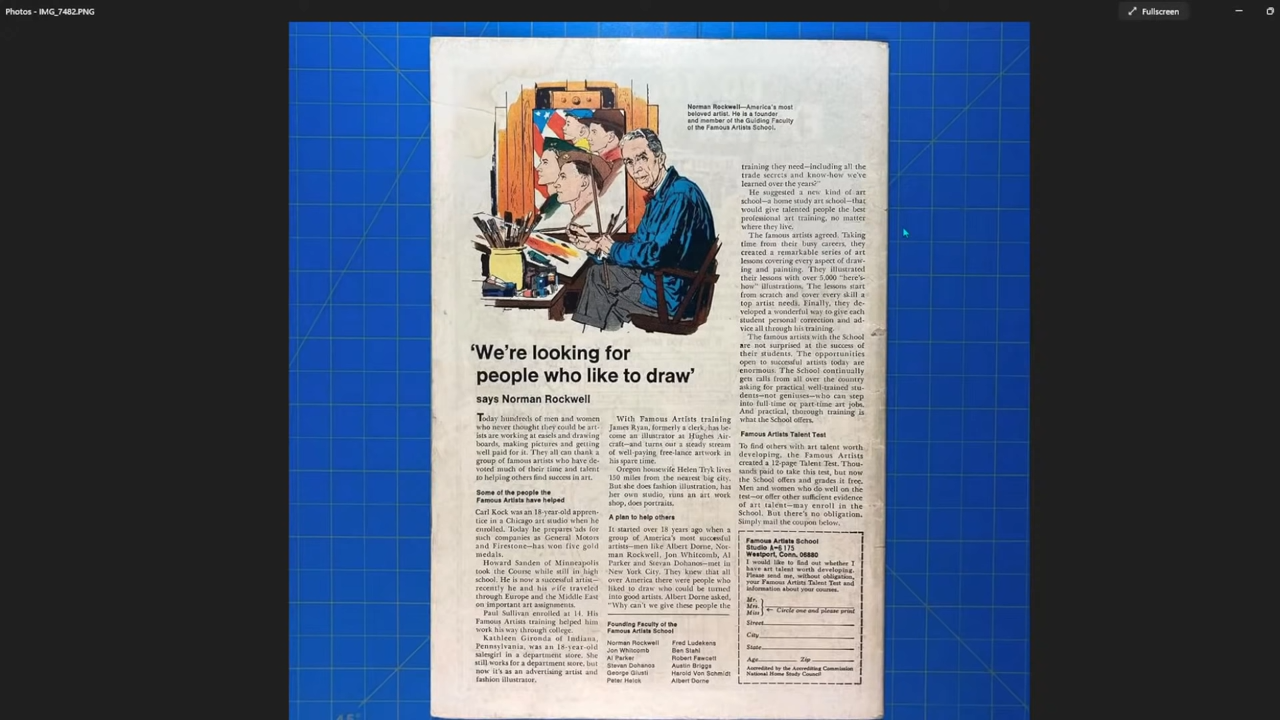 Photos - IMG_7482.PNG
Fullscreen
Norman Rockwell—America's most
beloved artist. He is a founder
and member of the Guiding Faculty
of the Famous Artists School.
'We're looking for
people who like to draw'
says Norman Rockwell
Today hundreds of men and women
who never thought they could be art-
ists are working at easels and drawing
boards, making pictures and getting
well paid for it. They all can thank a
group of famous artists who have de-
voted much of their time and talent
to helping others find success in art.
Some of the people the
Famous Artists have helped
Carl Kock was an 18-year-old appren-
tice in a Chicago art studio when he
enrolled. Today he prepares ads for
such companies as General Motors
and Firestone—has won five gold
medals.
Howard Sanden of Minneapolis
took the Course while still in high
school. He is now a successful artist—
recently he and his wife traveled
through Europe and the Middle East
on important art assignments.
Paul Sullivan enrolled at 14. His
Famous Artists training helped him
work his way through college.
Kathleen Gironda of Indiana,
Pennsylvania, was an 18-year-old
salesgirl in a department store. She
still works for a department store, but
now it's as an advertising artist and
fashion illustrator.
With Famous Artists training
James Ryan, formerly a clerk, has be-
come an illustrator at Hughes Air-
craft—and turns out a steady stream
of well-paying free-lance artwork in
his spare time.
Oregon housewife Helen Tryk lives
150 miles from the nearest big city.
But she does fashion illustration, has
her own studio, runs an art work
shop, does portraits.
A plan to help others
It started over 18 years ago when a
group of America's most successful
artists—men like Albert Dorne, Nor-
man Rockwell, Jon Whitcomb, Al
Parker and Stevan Dohanos—met in
New York City. They knew that all
over America there were people who
liked to draw who could be turned
into good artists. Albert Dorne asked,
"Why can't we give these people the
Founding Faculty of the
Famous Artists School
Norman Rockwell
Jon Whitcomb
Al Parker
Stevan Dohanos
George Giusti
Peter Helck
Fred Ludekens
Ben Stahl
Robert Fawcett
Austin Briggs
Harold Von Schmidt
Albert Dorne
training they need—including all the
trade secrets and know-how we've
learned over the years?"
He suggested a new kind of art
school—a home study art school—that
would give talented people the best
professional art training, no matter
where they live.
The famous artists agreed. Taking
time from their busy careers, they
created a remarkable series of art
lessons covering every aspect of draw-
ing and painting. They illustrated
their lessons with over 5,000 "here's-
how" illustrations. The lessons start
from scratch and cover every skill a
top artist needs. Finally, they de-
veloped a wonderful way to give each
student personal correction and ad-
vice all through his training.
The famous artists with the School
are not surprised at the success of
their students. The opportunities
open to successful artists today are
enormous. The School continually
gets calls from all over the country
asking for practical well-trained stu-
dents—not geniuses—who can step
into full-time or part-time art jobs.
And practical, thorough training is
what the School offers.
Famous Artists Talent Test
To find others with art talent worth
developing, the Famous Artists
created a 12-page Talent Test. Thou-
sands paid to take this test, but now
the School offers and grades it free.
Men and women who do well on the
test—or offer other sufficient evidence
of art talent—may enroll in the
School. But there's no obligation.
Simply mail the coupon below.
Famous Artists School
Studio A-6175
Westport, Conn. 06880
I would like to find out whether I
have art talent worth developing.
Please send me, without obligation,
your Famous Artists Talent Test and
information about your courses.
Mr.
Mrs.
Miss
← Circle one and please print
Street
City
State
Age Zip
Accredited by the Accrediting Commission
National Home Study Council